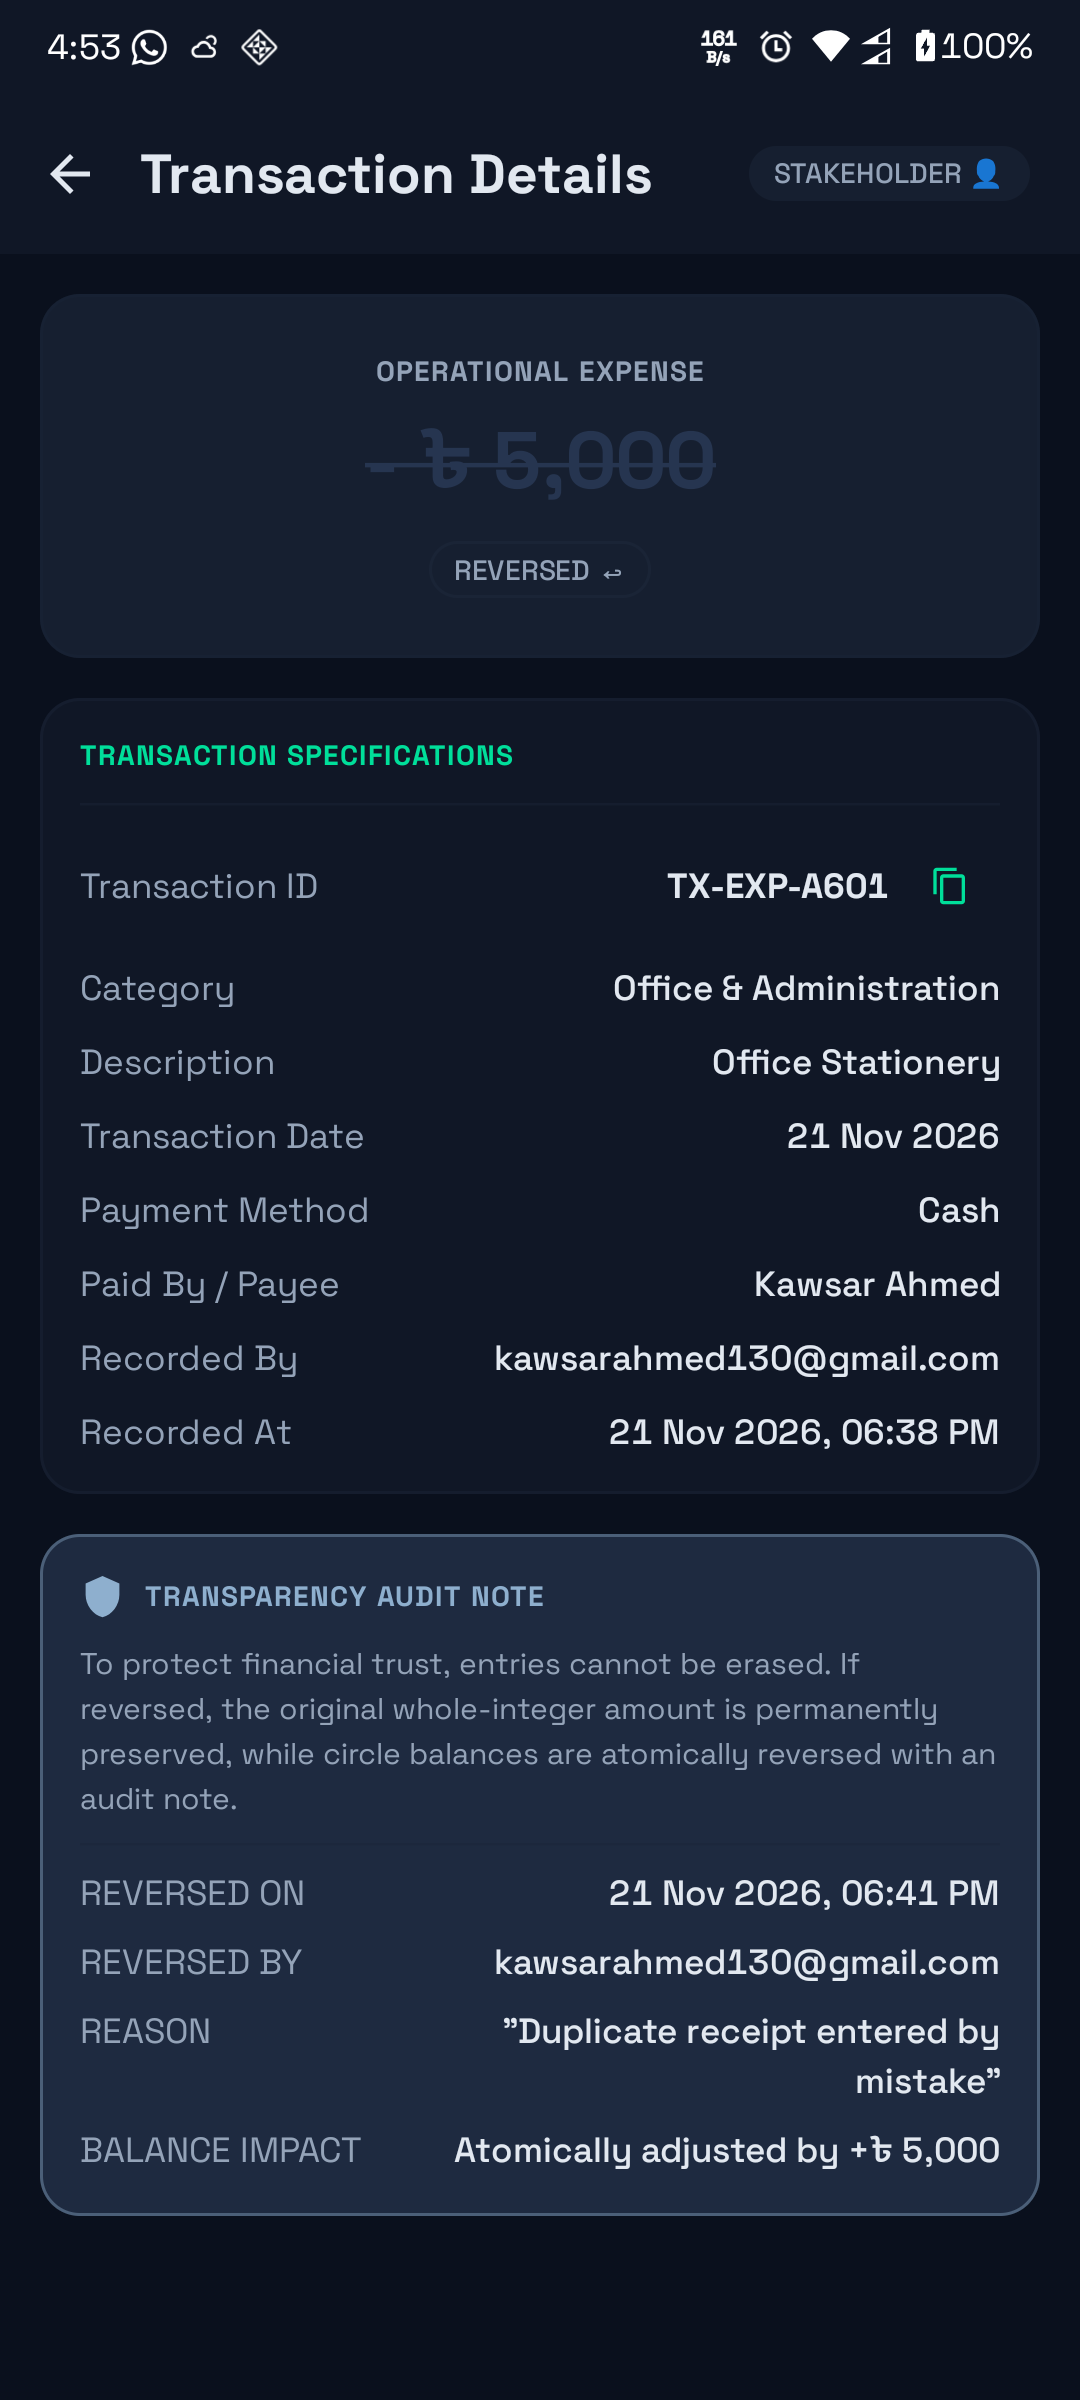 4:53
161
B/s
100%
Transaction Details
STAKEHOLDER
OPERATIONAL EXPENSE
- ৳ 5,000
REVERSED ↩
TRANSACTION SPECIFICATIONS
Transaction ID TX-EXP-A601
Category Office & Administration
Description Office Stationery
Transaction Date 21 Nov 2026
Payment Method Cash
Paid By / Payee Kawsar Ahmed
Recorded By kawsarahmed130@gmail.com
Recorded At 21 Nov 2026, 06:38 PM
TRANSPARENCY AUDIT NOTE
To protect financial trust, entries cannot be erased. If
reversed, the original whole-integer amount is permanently
preserved, while circle balances are atomically reversed with an
audit note.
REVERSED ON 21 Nov 2026, 06:41 PM
REVERSED BY kawsarahmed130@gmail.com
REASON ”Duplicate receipt entered by
mistake”
BALANCE IMPACT Atomically adjusted by +৳ 5,000